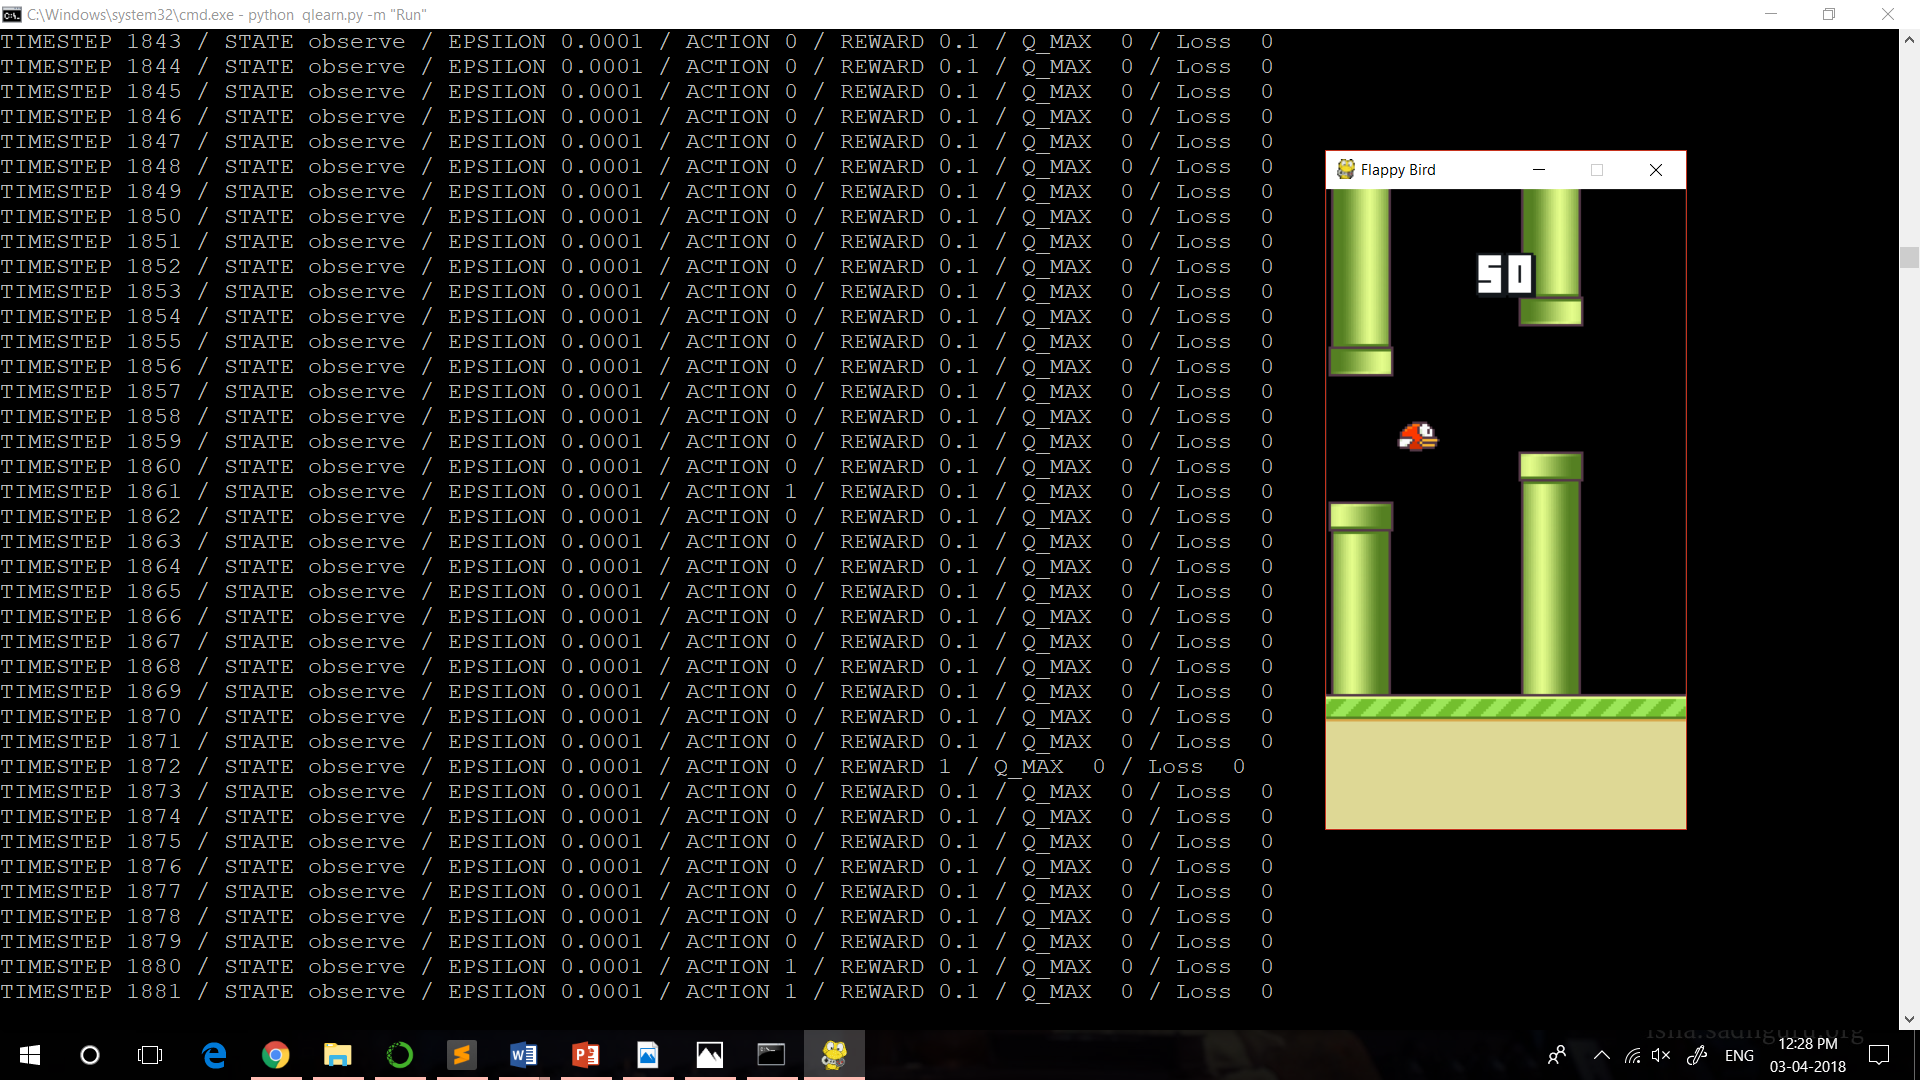 C:\Windows\system32\cmd.exe - python  qlearn.py -m "Run"
TIMESTEP 1843 / STATE observe / EPSILON 0.0001 / ACTION 0 / REWARD 0.1 / Q_MAX  0 / Loss  0
TIMESTEP 1844 / STATE observe / EPSILON 0.0001 / ACTION 0 / REWARD 0.1 / Q_MAX  0 / Loss  0
TIMESTEP 1845 / STATE observe / EPSILON 0.0001 / ACTION 0 / REWARD 0.1 / Q_MAX  0 / Loss  0
TIMESTEP 1846 / STATE observe / EPSILON 0.0001 / ACTION 0 / REWARD 0.1 / Q_MAX  0 / Loss  0
TIMESTEP 1847 / STATE observe / EPSILON 0.0001 / ACTION 0 / REWARD 0.1 / Q_MAX  0 / Loss  0
TIMESTEP 1848 / STATE observe / EPSILON 0.0001 / ACTION 0 / REWARD 0.1 / Q_MAX  0 / Loss  0
TIMESTEP 1849 / STATE observe / EPSILON 0.0001 / ACTION 0 / REWARD 0.1 / Q_MAX  0 / Loss  0
TIMESTEP 1850 / STATE observe / EPSILON 0.0001 / ACTION 0 / REWARD 0.1 / Q_MAX  0 / Loss  0
TIMESTEP 1851 / STATE observe / EPSILON 0.0001 / ACTION 0 / REWARD 0.1 / Q_MAX  0 / Loss  0
TIMESTEP 1852 / STATE observe / EPSILON 0.0001 / ACTION 0 / REWARD 0.1 / Q_MAX  0 / Loss  0
TIMESTEP 1853 / STATE observe / EPSILON 0.0001 / ACTION 0 / REWARD 0.1 / Q_MAX  0 / Loss  0
TIMESTEP 1854 / STATE observe / EPSILON 0.0001 / ACTION 0 / REWARD 0.1 / Q_MAX  0 / Loss  0
TIMESTEP 1855 / STATE observe / EPSILON 0.0001 / ACTION 0 / REWARD 0.1 / Q_MAX  0 / Loss  0
TIMESTEP 1856 / STATE observe / EPSILON 0.0001 / ACTION 0 / REWARD 0.1 / Q_MAX  0 / Loss  0
TIMESTEP 1857 / STATE observe / EPSILON 0.0001 / ACTION 0 / REWARD 0.1 / Q_MAX  0 / Loss  0
TIMESTEP 1858 / STATE observe / EPSILON 0.0001 / ACTION 0 / REWARD 0.1 / Q_MAX  0 / Loss  0
TIMESTEP 1859 / STATE observe / EPSILON 0.0001 / ACTION 0 / REWARD 0.1 / Q_MAX  0 / Loss  0
TIMESTEP 1860 / STATE observe / EPSILON 0.0001 / ACTION 0 / REWARD 0.1 / Q_MAX  0 / Loss  0
TIMESTEP 1861 / STATE observe / EPSILON 0.0001 / ACTION 1 / REWARD 0.1 / Q_MAX  0 / Loss  0
TIMESTEP 1862 / STATE observe / EPSILON 0.0001 / ACTION 0 / REWARD 0.1 / Q_MAX  0 / Loss  0
TIMESTEP 1863 / STATE observe / EPSILON 0.0001 / ACTION 0 / REWARD 0.1 / Q_MAX  0 / Loss  0
TIMESTEP 1864 / STATE observe / EPSILON 0.0001 / ACTION 0 / REWARD 0.1 / Q_MAX  0 / Loss  0
TIMESTEP 1865 / STATE observe / EPSILON 0.0001 / ACTION 0 / REWARD 0.1 / Q_MAX  0 / Loss  0
TIMESTEP 1866 / STATE observe / EPSILON 0.0001 / ACTION 0 / REWARD 0.1 / Q_MAX  0 / Loss  0
TIMESTEP 1867 / STATE observe / EPSILON 0.0001 / ACTION 0 / REWARD 0.1 / Q_MAX  0 / Loss  0
TIMESTEP 1868 / STATE observe / EPSILON 0.0001 / ACTION 0 / REWARD 0.1 / Q_MAX  0 / Loss  0
TIMESTEP 1869 / STATE observe / EPSILON 0.0001 / ACTION 0 / REWARD 0.1 / Q_MAX  0 / Loss  0
TIMESTEP 1870 / STATE observe / EPSILON 0.0001 / ACTION 0 / REWARD 0.1 / Q_MAX  0 / Loss  0
TIMESTEP 1871 / STATE observe / EPSILON 0.0001 / ACTION 0 / REWARD 0.1 / Q_MAX  0 / Loss  0
TIMESTEP 1872 / STATE observe / EPSILON 0.0001 / ACTION 0 / REWARD 1 / Q_MAX  0 / Loss  0
TIMESTEP 1873 / STATE observe / EPSILON 0.0001 / ACTION 0 / REWARD 0.1 / Q_MAX  0 / Loss  0
TIMESTEP 1874 / STATE observe / EPSILON 0.0001 / ACTION 0 / REWARD 0.1 / Q_MAX  0 / Loss  0
TIMESTEP 1875 / STATE observe / EPSILON 0.0001 / ACTION 0 / REWARD 0.1 / Q_MAX  0 / Loss  0
TIMESTEP 1876 / STATE observe / EPSILON 0.0001 / ACTION 0 / REWARD 0.1 / Q_MAX  0 / Loss  0
TIMESTEP 1877 / STATE observe / EPSILON 0.0001 / ACTION 0 / REWARD 0.1 / Q_MAX  0 / Loss  0
TIMESTEP 1878 / STATE observe / EPSILON 0.0001 / ACTION 0 / REWARD 0.1 / Q_MAX  0 / Loss  0
TIMESTEP 1879 / STATE observe / EPSILON 0.0001 / ACTION 0 / REWARD 0.1 / Q_MAX  0 / Loss  0
TIMESTEP 1880 / STATE observe / EPSILON 0.0001 / ACTION 1 / REWARD 0.1 / Q_MAX  0 / Loss  0
TIMESTEP 1881 / STATE observe / EPSILON 0.0001 / ACTION 1 / REWARD 0.1 / Q_MAX  0 / Loss  0
Flappy Bird
50
isha.sadhguru.org
ENG
12:28 PM
03-04-2018